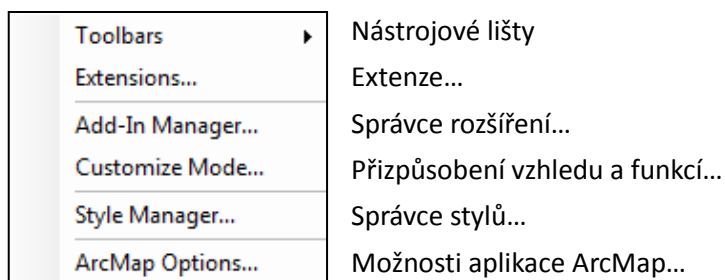 Toolbars Nástrojové lišty
Extensions... Extenze...
Add-In Manager... Správce rozšíření...
Customize Mode... Přizpůsobení vzhledu a funkcí...
Style Manager... Správce stylů...
ArcMap Options... Možnosti aplikace ArcMap...